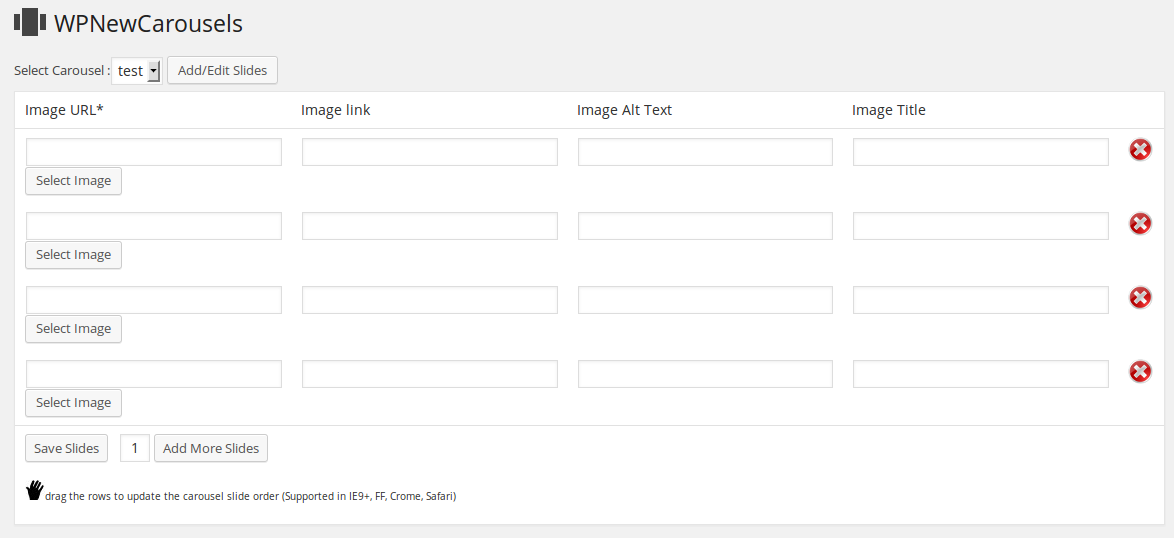 WPNewCarousels
Select Carousel : test Add/Edit Slides
Image URL* Image link Image Alt Text Image Title
Select Image
Select Image
Select Image
Select Image
Save Slides 1 Add More Slides
drag the rows to update the carousel slide order (Supported in IE9+, FF, Crome, Safari)